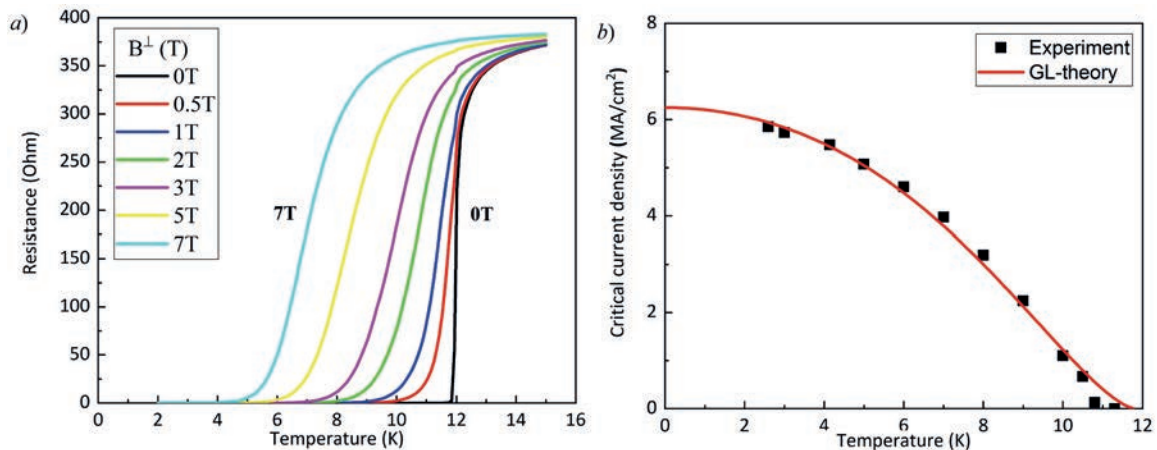 a)
400
350
300
250
200
150
100
50
0
Resistance (Ohm)
B⊥ (T)
0T
0.5T
1T
2T
3T
5T
7T
7T
0T
0 2 4 6 8 10 12 14 16
Temperature (K)
b)
8
6
4
2
0
Critical current density (MA/cm²)
Experiment
GL-theory
0 2 4 6 8 10 12
Temperature (K)